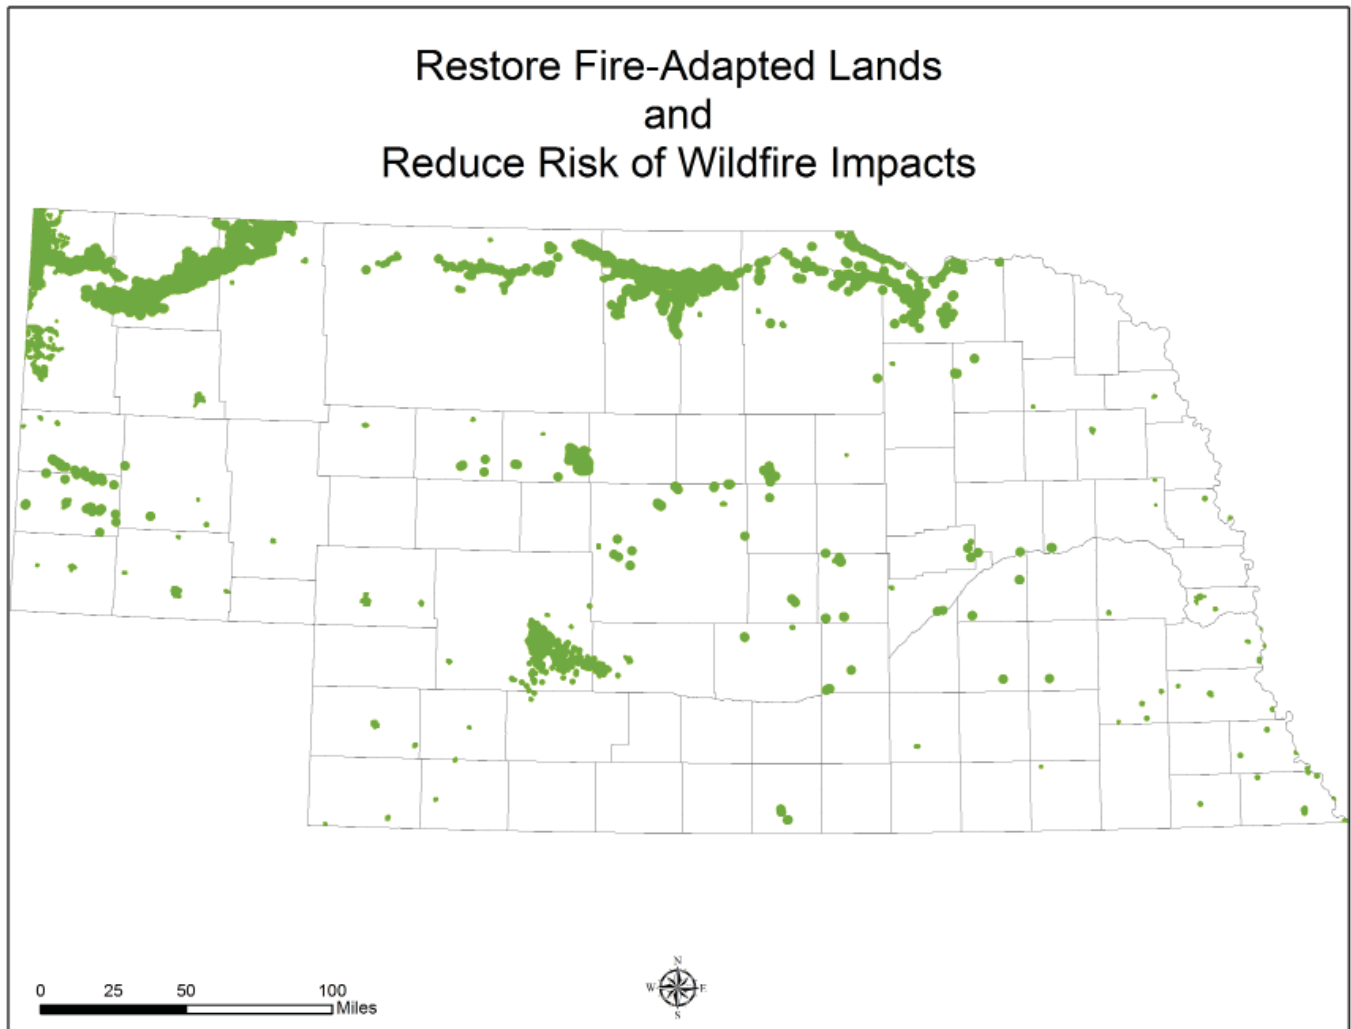 Restore Fire-Adapted Lands
and
Reduce Risk of Wildfire Impacts
N
W E
S
0 25 50 100
Miles